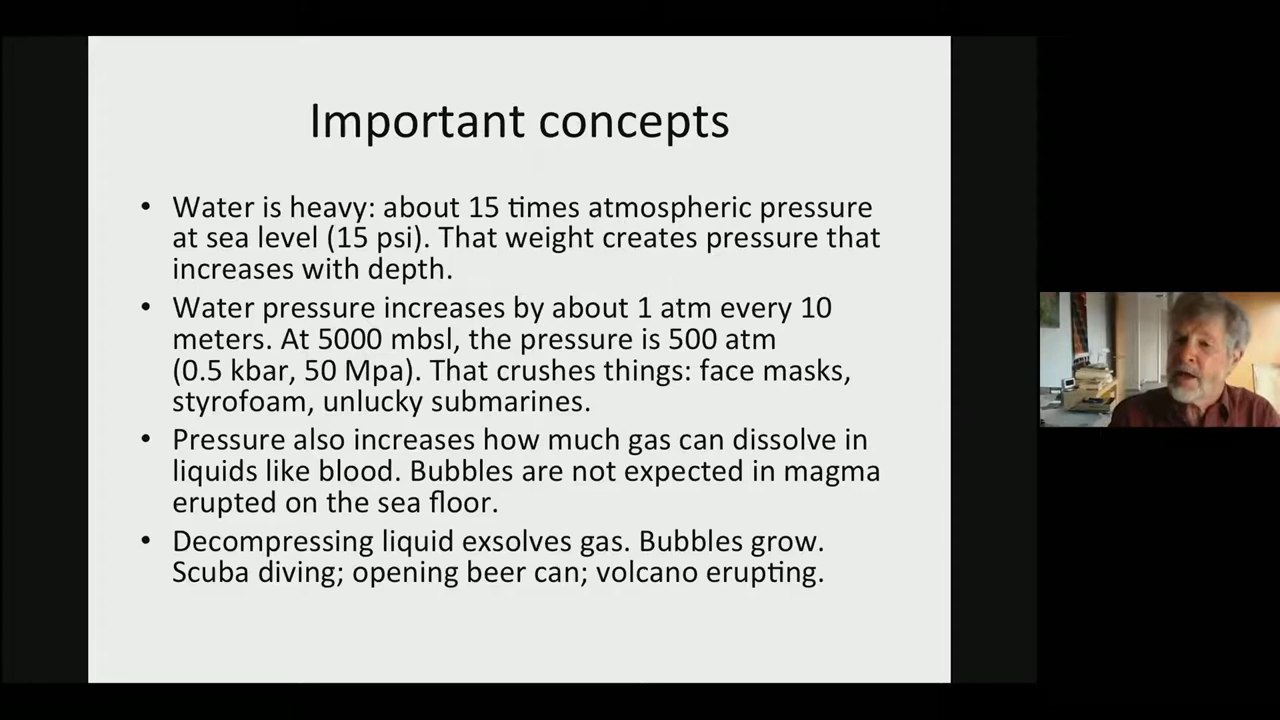 Important concepts
• Water is heavy: about 15 times atmospheric pressure
at sea level (15 psi). That weight creates pressure that
increases with depth.
• Water pressure increases by about 1 atm every 10
meters. At 5000 mbsl, the pressure is 500 atm
(0.5 kbar, 50 Mpa). That crushes things: face masks,
styrofoam, unlucky submarines.
• Pressure also increases how much gas can dissolve in
liquids like blood. Bubbles are not expected in magma
erupted on the sea floor.
• Decompressing liquid exsolves gas. Bubbles grow.
Scuba diving; opening beer can; volcano erupting.